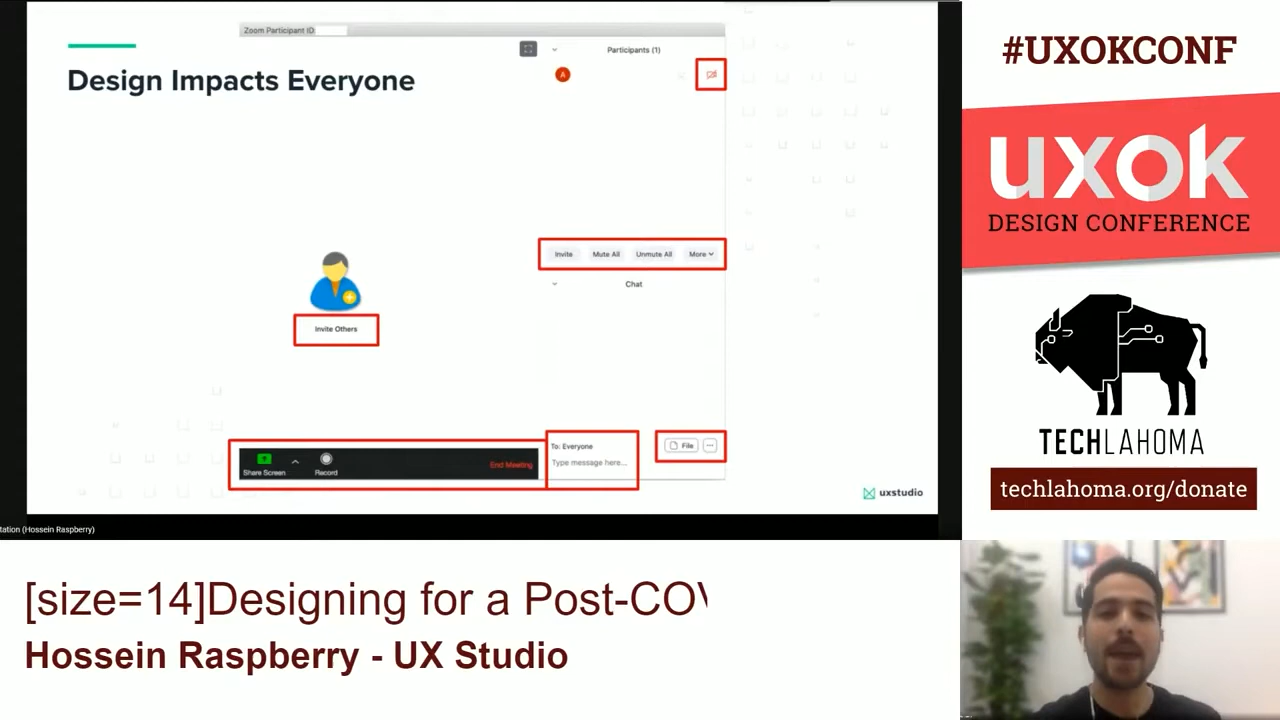 Design Impacts Everyone
Zoom Participant ID:
Participants (1)
A
Invite Mute All Unmute All More
Chat
Invite Others
Share Screen
Record
End Meeting
To: Everyone
Type message here...
File
uxstudio
tation (Hossein Raspberry)
#UXOKCONF
uxok
DESIGN CONFERENCE
TECHLAHOMA
techlahoma.org/donate
[size=14]Designing for a Post-COV
Hossein Raspberry - UX Studio